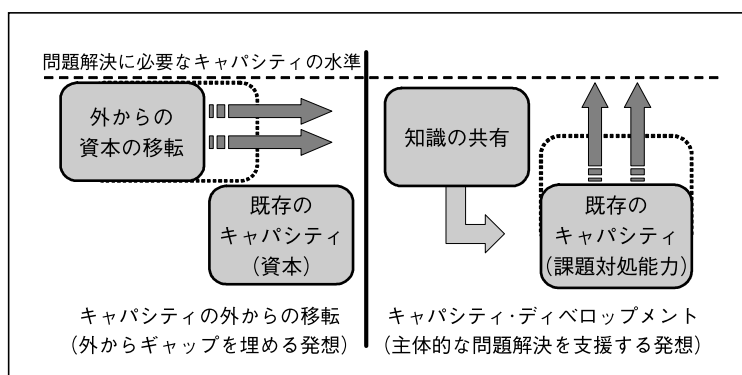 問題解決に必要なキャパシティの水準
外からの
資本の移転
既存の
キャパシティ
(資本)
キャパシティの外からの移転
(外からギャップを埋める発想)
知識の共有
既存の
キャパシティ
(課題対処能力)
キャパシティ・ディベロップメント
(主体的な問題解決を支援する発想)